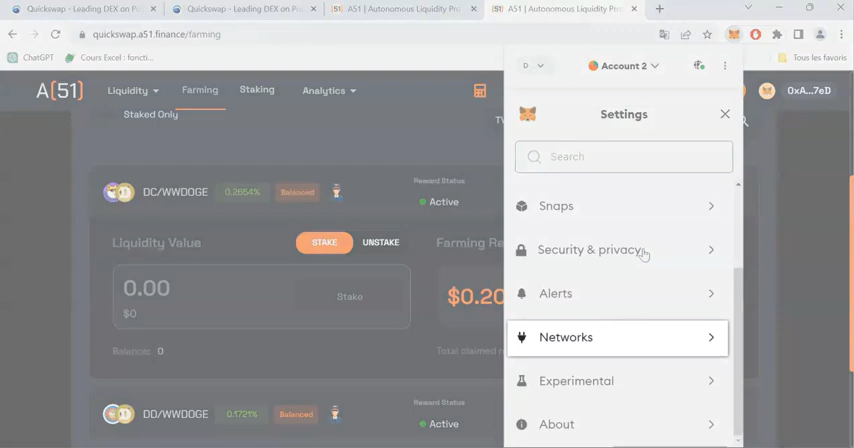 Quickswap - Leading DEX on Po
Quickswap - Leading DEX on Po
A51 | Autonomous Liquidity Pro
A51 | Autonomous Liquidity Pro
quickswap.a51.finance/farming
ChatGPT
Cours Excel : foncti...
Tous les favoris
A[51]
Liquidity
Farming
Staking
Analytics
0xA...7eD
Staked Only
TV
DC/WWDOGE
0.2654%
Balanced
Reward Status
Active
Liquidity Value
STAKE
UNSTAKE
Farming Re
0.00
$0
Stake
$0.20
Balance: 0
Total claimed r
DD/WWDOGE
0.1721%
Balanced
Reward Status
Active
D
Account 2
Settings
Search
Snaps
Security & privacy
Alerts
Networks
Experimental
About